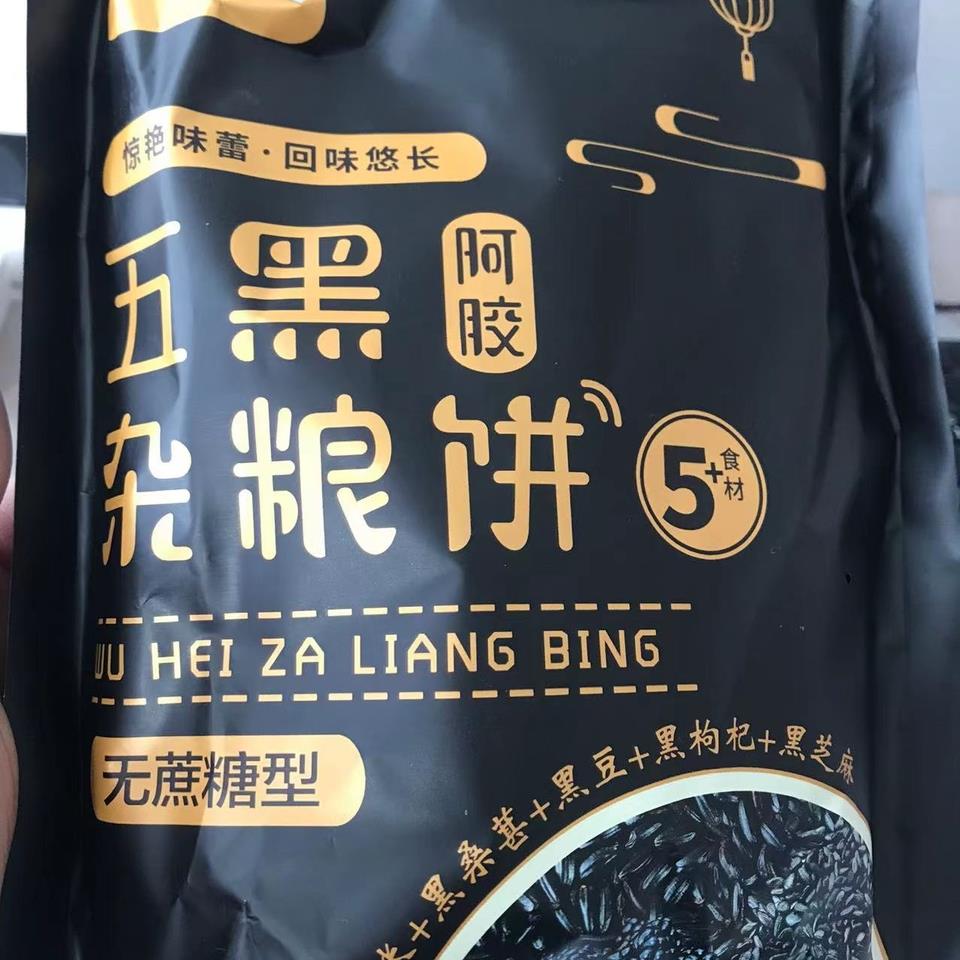 惊艳味蕾·回味悠长
五黑
阿胶
杂粮饼
5+食材
WU HEI ZA LIANG BING
无蔗糖型
米+黑桑葚+黑豆+黑枸杞+黑芝麻